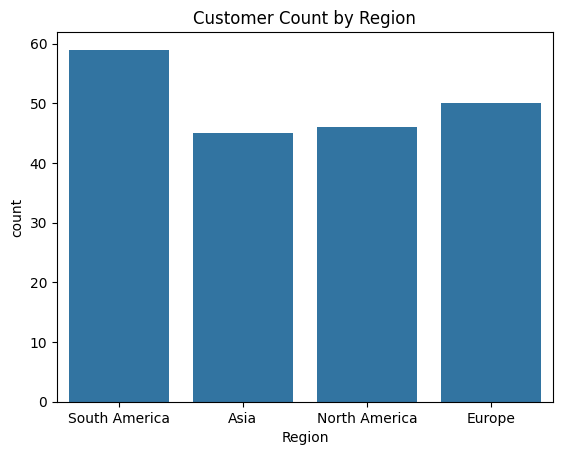 Customer Count by Region
count
60
50
40
30
20
10
0
South America Asia North America Europe
Region